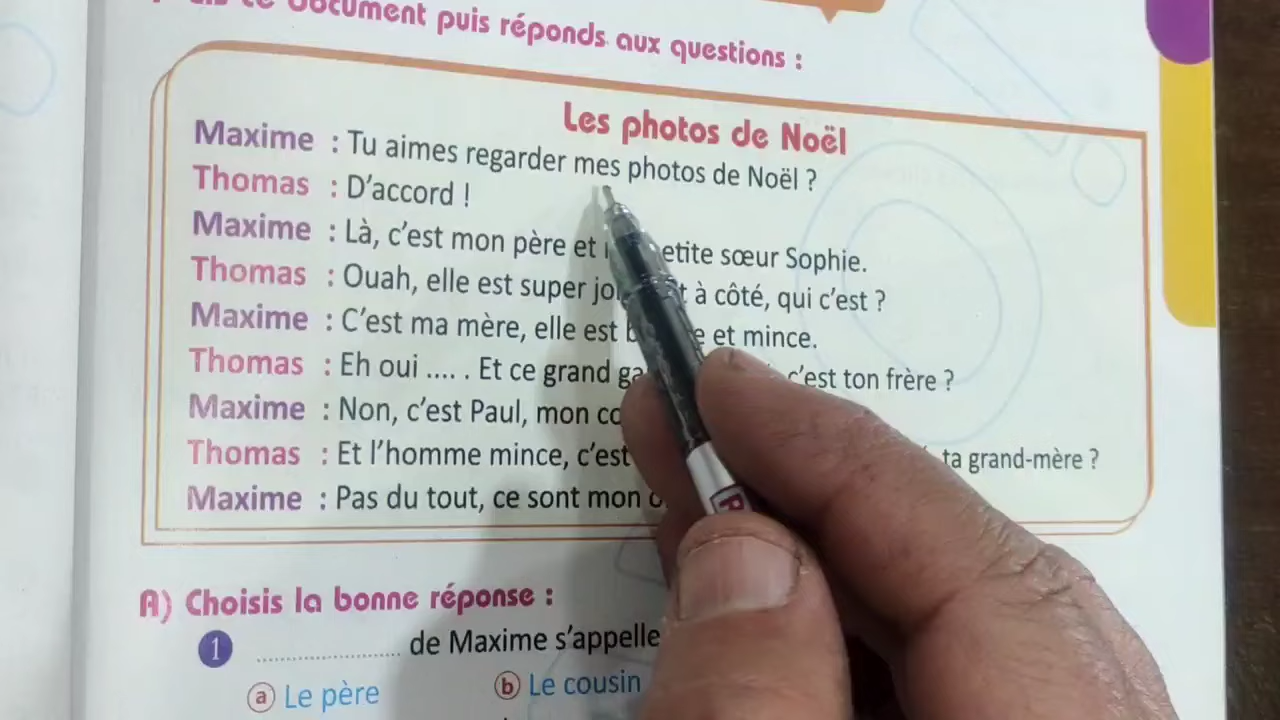 document puis réponds aux questions :
Les photos de Noël
Maxime : Tu aimes regarder mes photos de Noël ?
Thomas : D'accord !
Maxime : Là, c'est mon père et petite sœur Sophie.
Thomas : Ouah, elle est super à côté, qui c'est ?
Maxime : C'est ma mère, elle est et mince.
Thomas : Eh oui .... . Et ce grand c'est ton frère ?
Maxime : Non, c'est Paul, mon
Thomas : Et l'homme mince, c'est ta grand-mère ?
Maxime : Pas du tout, ce sont mon
A) Choisis la bonne réponse :
1 .................... de Maxime s'appelle
a Le père
b Le cousin